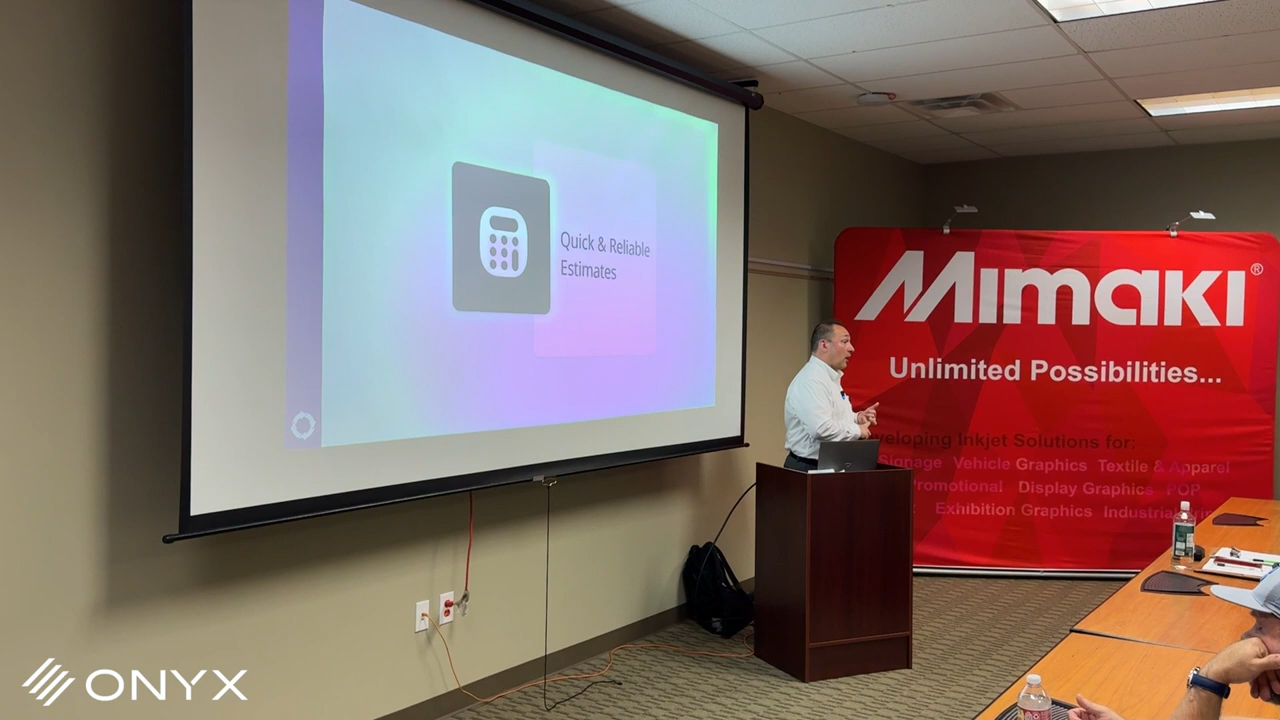 Quick & Reliable
Estimates
MIMAKI®
Unlimited Possibilities...
veloping Inkjet Solutions for:
Signage Vehicle Graphics Textile & Apparel
Promotional Display Graphics POP
Exhibition Graphics Industrial
ONYX